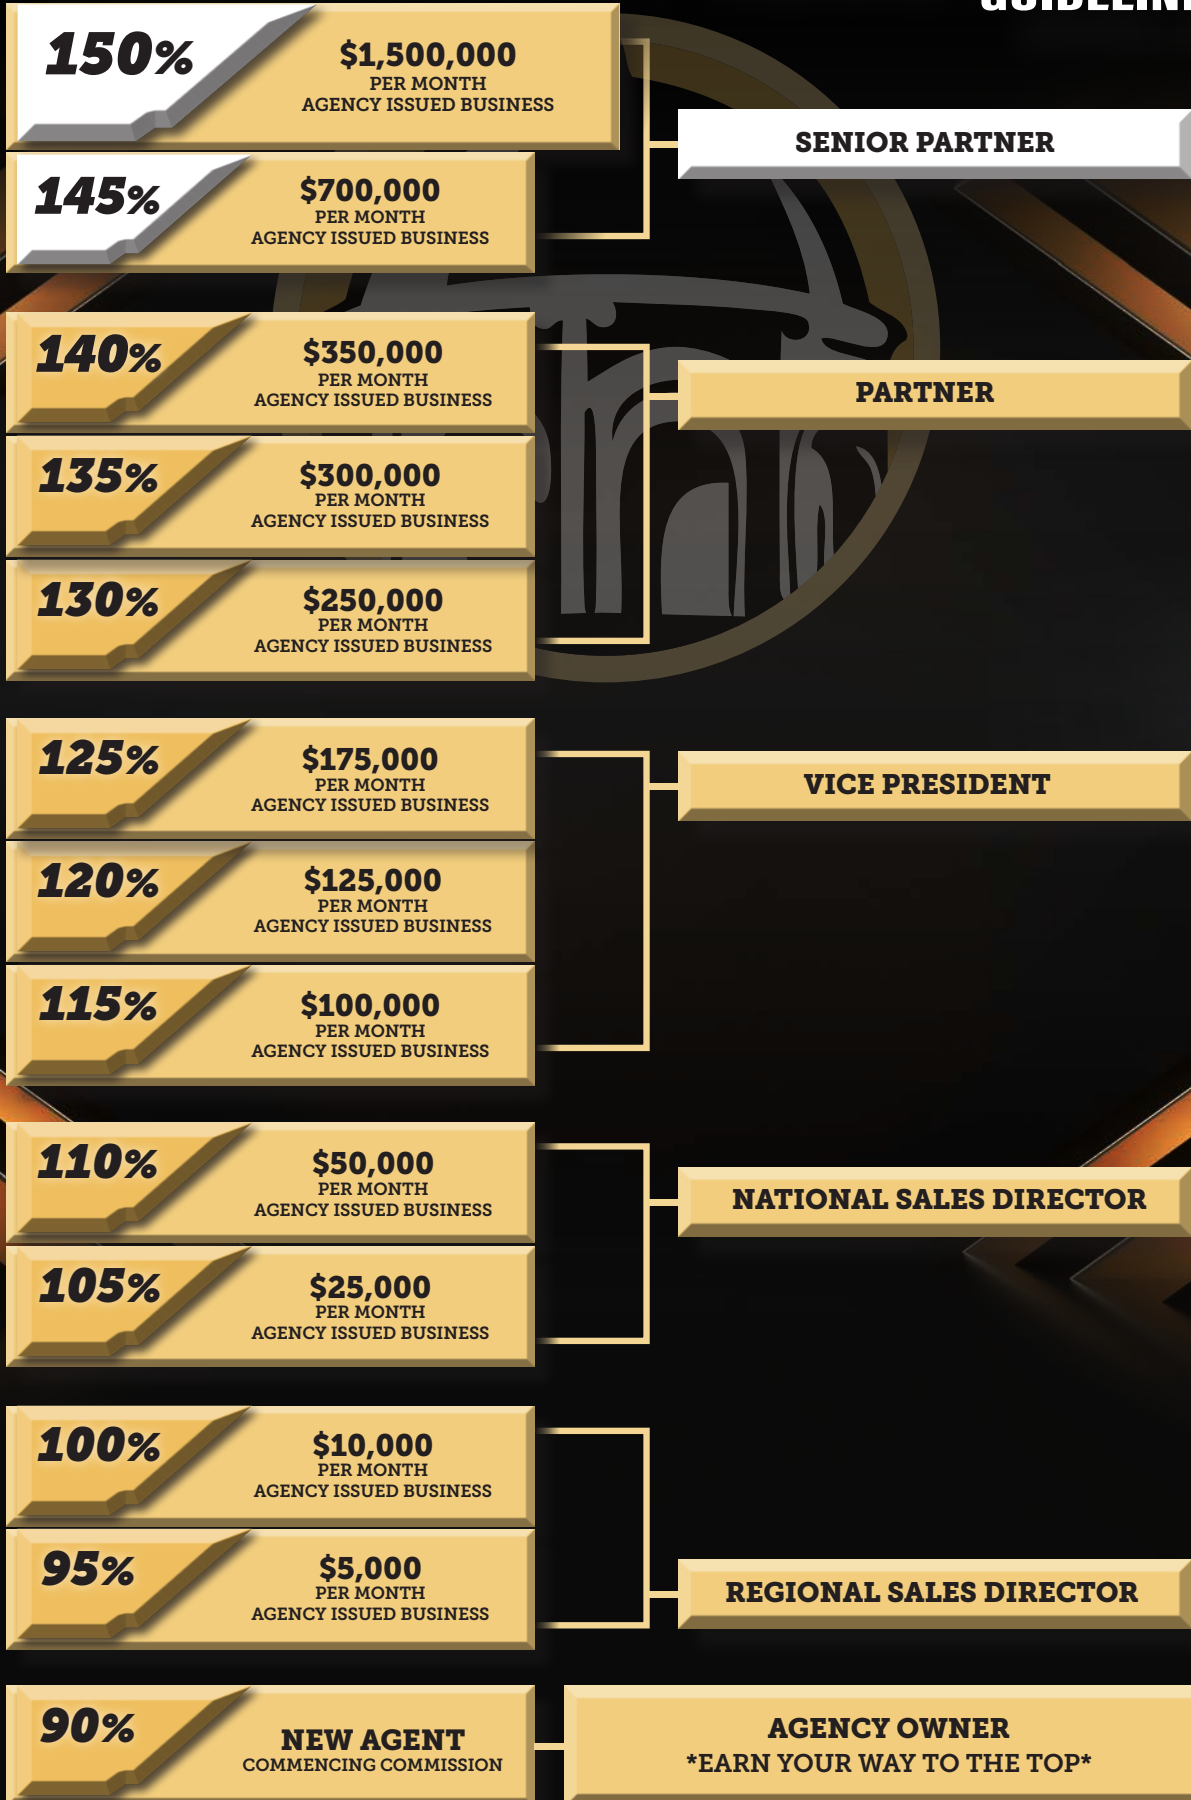 150%
$1,500,000
PER MONTH
AGENCY ISSUED BUSINESS
145%
$700,000
PER MONTH
AGENCY ISSUED BUSINESS
SENIOR PARTNER
140%
$350,000
PER MONTH
AGENCY ISSUED BUSINESS
135%
$300,000
PER MONTH
AGENCY ISSUED BUSINESS
130%
$250,000
PER MONTH
AGENCY ISSUED BUSINESS
PARTNER
125%
$175,000
PER MONTH
AGENCY ISSUED BUSINESS
120%
$125,000
PER MONTH
AGENCY ISSUED BUSINESS
115%
$100,000
PER MONTH
AGENCY ISSUED BUSINESS
VICE PRESIDENT
110%
$50,000
PER MONTH
AGENCY ISSUED BUSINESS
105%
$25,000
PER MONTH
AGENCY ISSUED BUSINESS
NATIONAL SALES DIRECTOR
100%
$10,000
PER MONTH
AGENCY ISSUED BUSINESS
95%
$5,000
PER MONTH
AGENCY ISSUED BUSINESS
REGIONAL SALES DIRECTOR
90%
NEW AGENT
COMMENCING COMMISSION
AGENCY OWNER
*EARN YOUR WAY TO THE TOP*